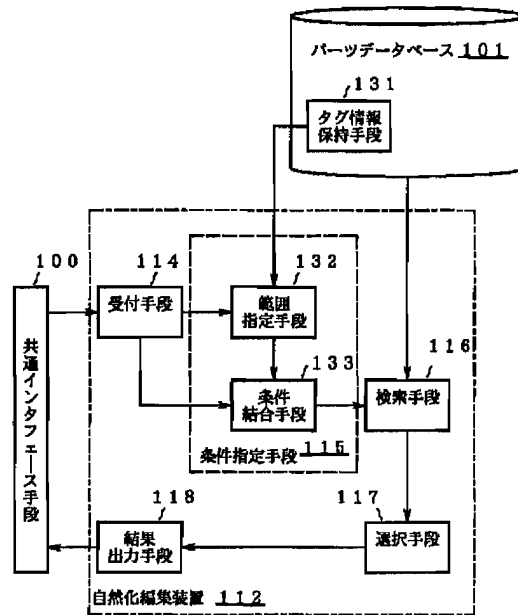 パーツデータベース 101
131
タグ情報
保持手段
100
114
132
受付手段
範囲
指定手段
133
116
条件
結合手段
検索手段
共通インタフェース手段
条件指定手段 115
118
117
結果
出力手段
選択手段
自然化編集装置 112